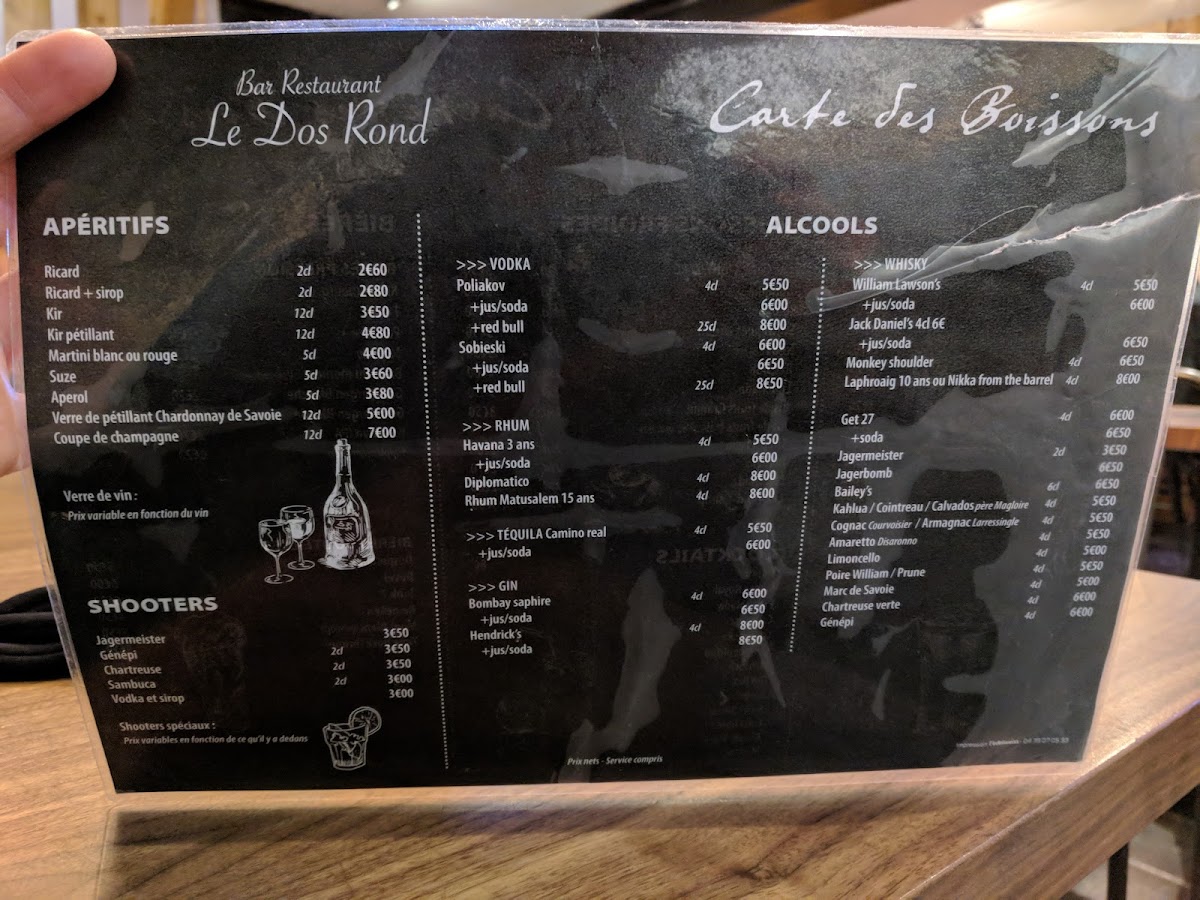 Bar Restaurant
Le Dos Rond
Carte des Boissons
APÉRITIFS
Ricard 2cl 2€60
Ricard + sirop 2cl 2€80
Kir 12cl 3€50
Kir pétillant 12cl 4€80
Martini blanc ou rouge 5cl 4€00
Suze 5cl 3€60
Aperol 5cl 3€80
Verre de pétillant Chardonnay de Savoie 12cl 5€00
Coupe de champagne 12cl 7€00
Verre de vin :
Prix variable en fonction du vin
SHOOTERS
Jagermeister 3€50
Génépi 2cl 3€50
Chartreuse 2cl 3€50
Sambuca 2cl 3€00
Vodka et sirop 3€00
Shooters spéciaux :
Prix variables en fonction de ce qu'il y a dedans
ALCOOLS
>>> VODKA
Poliakov 4cl 5€50
+jus/soda 6€00
+red bull 25cl 8€00
Sobieski 4cl 6€00
+jus/soda 6€50
+red bull 25cl 8€50
>>> RHUM
Havana 3 ans 4cl 5€50
+jus/soda 6€00
Diplomatico 4cl 8€00
Rhum Matusalem 15 ans 4cl 8€00
>>> TÉQUILA Camino real 4cl 5€50
+jus/soda 6€00
>>> GIN
Bombay saphire 4cl 6€00
+jus/soda 6€50
Hendrick's 4cl 8€00
+jus/soda 8€50
>>> WHISKY
William Lawson's 4cl 5€50
+jus/soda 6€00
Jack Daniel's 4cl 6€
+jus/soda 6€50
Monkey shoulder 4cl 6€50
Laphroaig 10 ans ou Nikka from the barrel 4cl 8€00
Get 27 4cl 6€00
+soda 6€50
Jagermeister 2cl 3€50
Jagerbomb 6€50
Bailey's 6cl 6€50
Kahlua / Cointreau / Calvados père Magloire 4cl 5€50
Cognac Courvoisier / Armagnac Larressingle 4cl 5€50
Amaretto Disaronno 4cl 5€50
Limoncello 4cl 5€00
Poire William / Prune 4cl 5€50
Marc de Savoie 4cl 5€00
Chartreuse verte 4cl 6€00
Génépi 4cl 6€00
Prix nets - Service compris